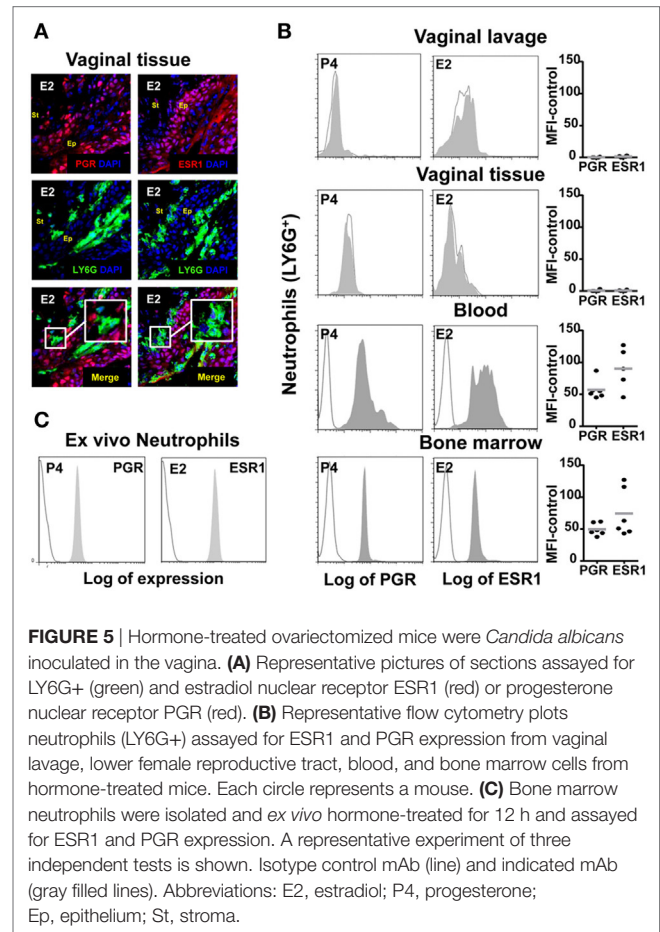 A
Vaginal tissue
E2
St
Ep
PGR DAPI
E2
St
Ep
ESR1 DAPI
E2
St
Ep
LY6G DAPI
E2
St
Ep
LY6G DAPI
E2
Merge
E2
Merge
B
Neutrophils (LY6G+)
Vaginal lavage
P4
E2
MFI-control
150
100
50
0
PGR ESR1
Vaginal tissue
P4
E2
MFI-control
150
100
50
0
PGR ESR1
Blood
P4
E2
MFI-control
150
100
50
0
PGR ESR1
Bone marrow
P4
E2
MFI-control
150
100
50
0
PGR ESR1
Log of PGR
Log of ESR1
C
Ex vivo Neutrophils
P4
PGR
0
E2
ESR1
Log of expression
FIGURE 5 | Hormone-treated ovariectomized mice were Candida albicans
inoculated in the vagina. (A) Representative pictures of sections assayed for
LY6G+ (green) and estradiol nuclear receptor ESR1 (red) or progesterone
nuclear receptor PGR (red). (B) Representative flow cytometry plots
neutrophils (LY6G+) assayed for ESR1 and PGR expression from vaginal
lavage, lower female reproductive tract, blood, and bone marrow cells from
hormone-treated mice. Each circle represents a mouse. (C) Bone marrow
neutrophils were isolated and ex vivo hormone-treated for 12 h and assayed
for ESR1 and PGR expression. A representative experiment of three
independent tests is shown. Isotype control mAb (line) and indicated mAb
(gray filled lines). Abbreviations: E2, estradiol; P4, progesterone;
Ep, epithelium; St, stroma.